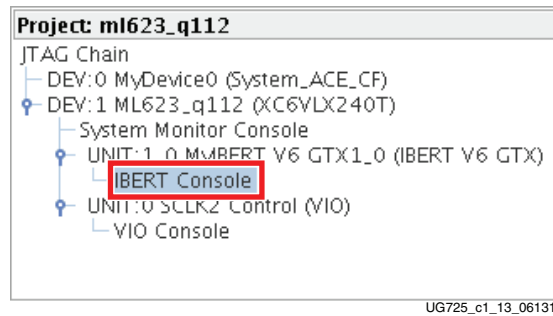 Project: ml623_q112
JTAG Chain
DEV:0 MyDevice0 (System_ACE_CF)
DEV:1 ML623_q112 (XC6VLX240T)
System Monitor Console
UNIT:1_0 MyIBERT V6 GTX1_0 (IBERT V6 GTX)
IBERT Console
UNIT:0 SCLK2 Control (VIO)
VIO Console
UG725_c1_13_06131